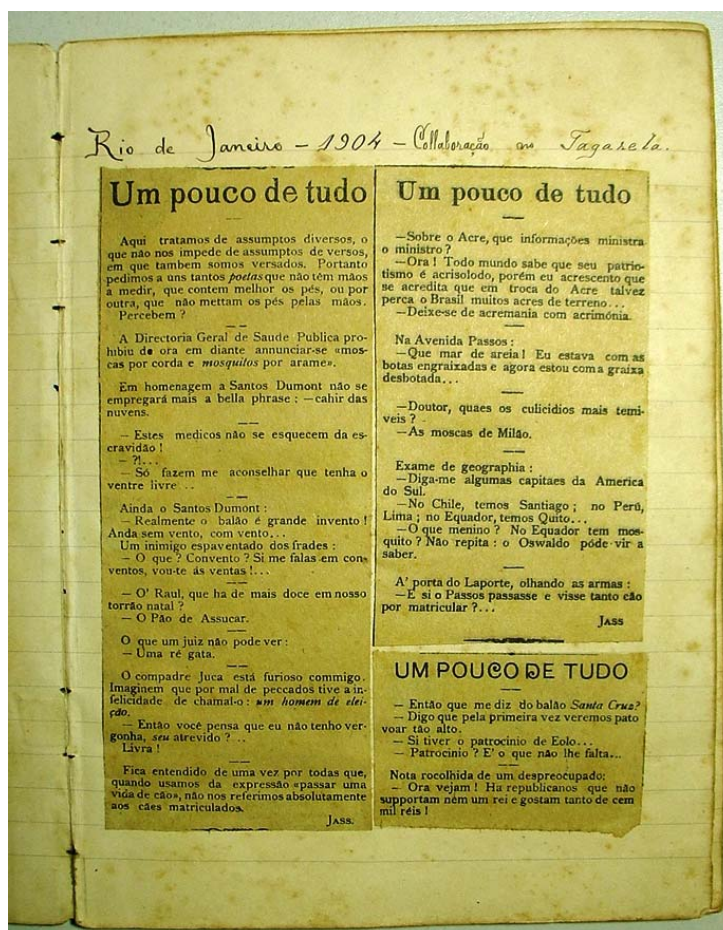 Rio de Janeiro - 1904 - Collaboração no Tagarela.
Um pouco de tudo
Aqui tratamos de assumptos diversos, o
que não nos impede de assumptos de versos,
em que tambem somos versados. Portanto
pedimos a uns tantos poetas que não têm mãos
a medir, que contem melhor os pés, ou por
outra, que não mettam os pés pelas mãos.
Percebem ?
A Directoria Geral de Saude Publica pro-
hibiu de ora em diante annunciar-se «mos-
cas por corda e mosquitos por arame».
Em homenagem a Santos Dumont não se
empregará mais a bella phrase : —cahir das
nuvens.
— Estes medicos não se esquecem da es-
cravidão !
— ?!...
— Só fazem me aconselhar que tenha o
ventre livre...
Ainda o Santos Dumont :
— Realmente o balão é grande invento !
Anda sem vento, com vento...
Um inimigo espaventado dos frades :
— O que ? Convento ? Si me falas em con-
ventos, vou-te ás ventas !...
— O' Raul, que ha de mais doce em nosso
torrão natal ?
— O Pão de Assucar.
O que um juiz não pode ver :
— Uma ré gata.
O compadre Juca está furioso commigo.
Imaginem que por mal de peccados tive a in-
felicidade de chamal-o : um homem de elei-
ção.
— Então você pensa que eu não tenho ver-
gonha, seu atrevido ?...
Livra !
Fica entendido de uma vez por todas que,
quando usamos da expressão «passar uma
vida de cão», não nos referimos absolutamente
aos cães matriculados.
Jass.
Um pouco de tudo
—Sobre o Acre, que informações ministra
o ministro ?
—Ora ! Todo mundo sabe que seu patrio-
tismo é acrisolodo, porém eu acrescento que
se acredita que em troca do Acre talvez
perca o Brasil muitos acres de terreno...
—Deixe-se de acremania com acrimónia.
Na Avenida Passos :
—Que mar de areia ! Eu estava com as
botas engraixadas e agora estou com a graixa
desbotada...
—Doutor, quaes os culicidios mais temi-
veis ?
—As moscas de Milão.
Exame de geographia :
—Diga-me algumas capitaes da America
do Sul.
—No Chile, temos Santiago ; no Perú,
Lima ; no Equador, temos Quito...
—O que menino ? No Equador tem mos-
quito ? Não repita : o Oswaldo póde vir a
saber.
A' porta do Laporte, olhando as armas :
—E si o Passos passasse e visse tanto cão
por matricular ?...
Jass
UM POUCO DE TUDO
— Então que me diz do balão Santa Cruz?
— Digo que pela primeira vez veremos pato
voar tão alto.
— Si tiver o patrocinio de Eolo...
— Patrocinio ? E' o que não lhe falta...
Nota rocolhida de um despreocupado:
— Ora vejam ! Ha republicanos que não
supportam nem um rei e gostam tanto de cem
mil réis !